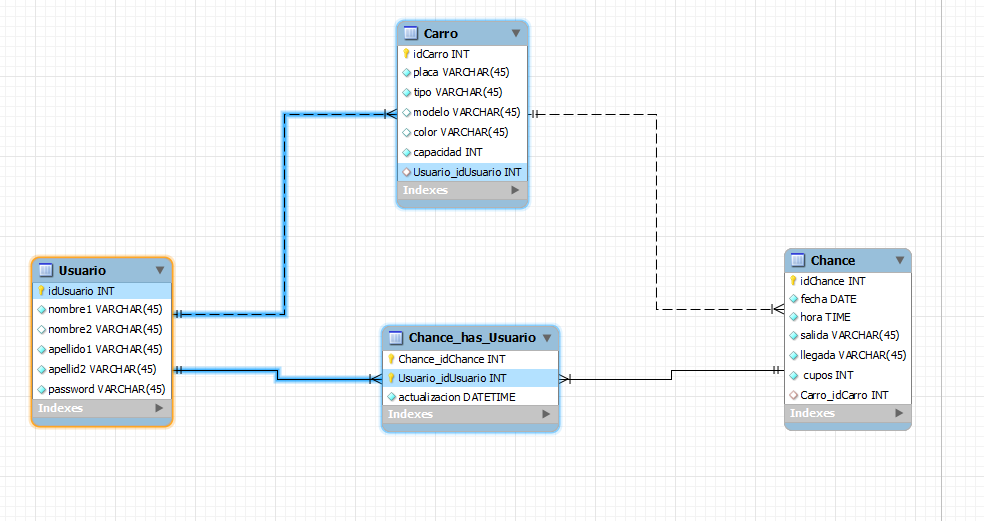 Carro
idCarro INT
placa VARCHAR(45)
tipo VARCHAR(45)
modelo VARCHAR(45)
color VARCHAR(45)
capacidad INT
Usuario_idUsuario INT
Indexes
Usuario
idUsuario INT
nombre1 VARCHAR(45)
nombre2 VARCHAR(45)
apellido1 VARCHAR(45)
apellid2 VARCHAR(45)
password VARCHAR(45)
Indexes
Chance_has_Usuario
Chance_idChance INT
Usuario_idUsuario INT
actualizacion DATETIME
Indexes
Chance
idChance INT
fecha DATE
hora TIME
salida VARCHAR(45)
llegada VARCHAR(45)
cupos INT
Carro_idCarro INT
Indexes